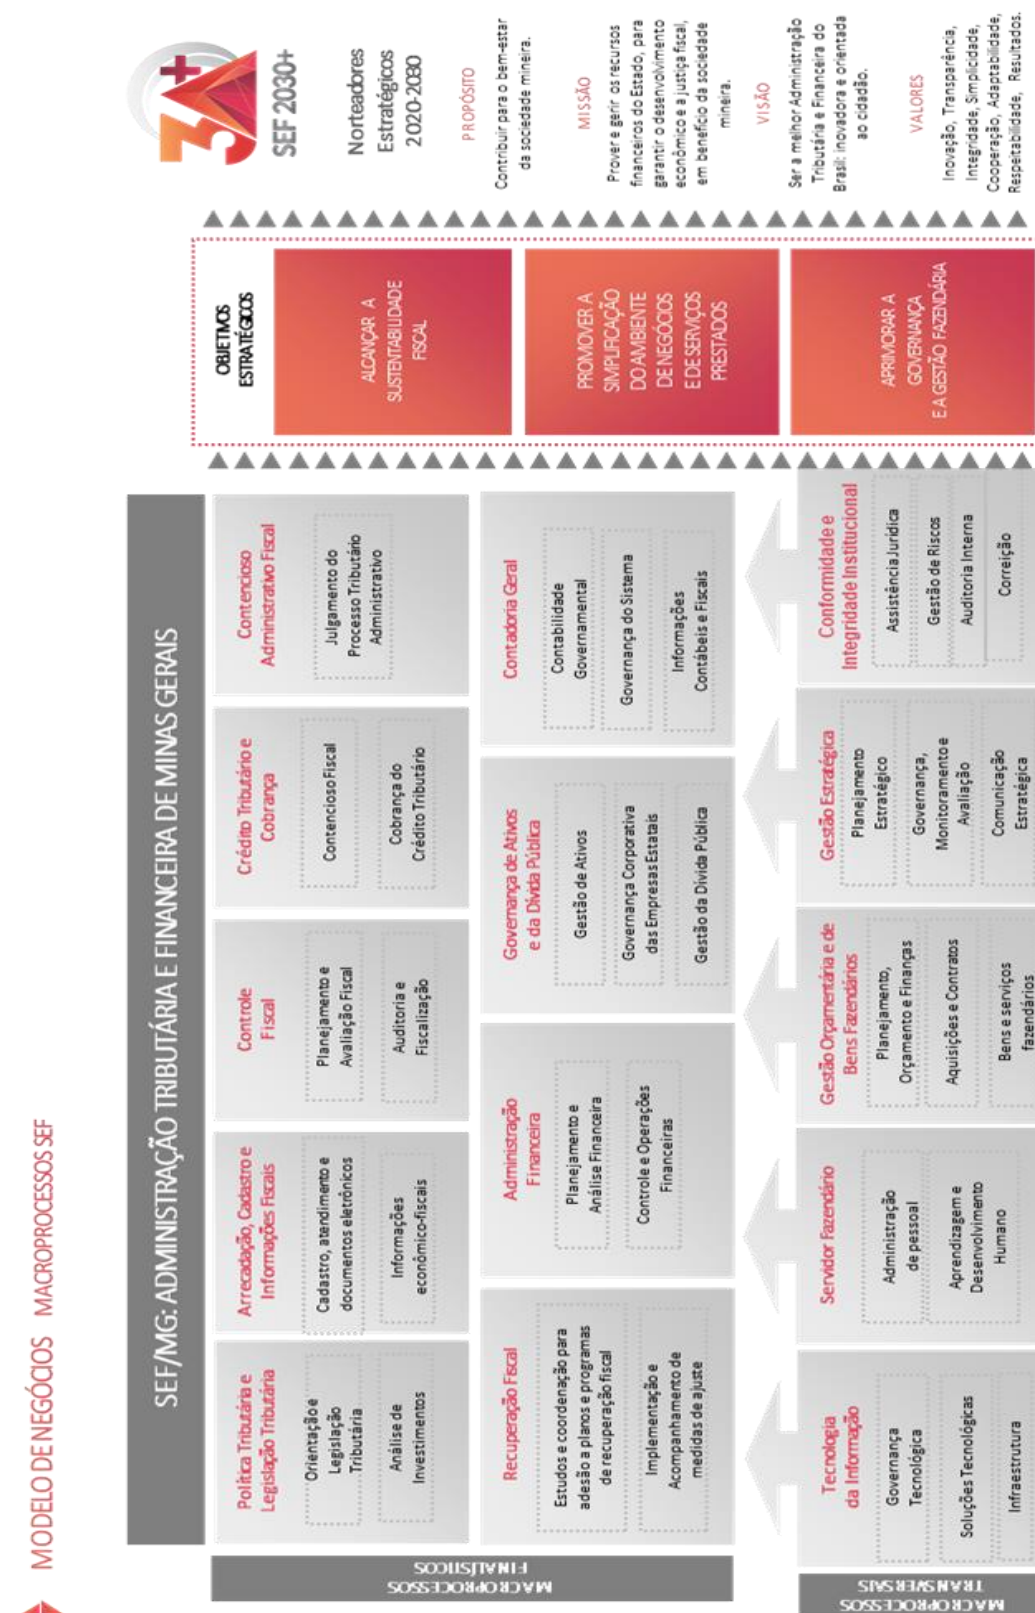 MODELO DE NEGÓCIOS MACROPROCESSOS SEF
SEF/MG: ADMINISTRAÇÃO TRIBUTÁRIA E FINANCEIRA DE MINAS GERAIS
MACROPROCESSOS
FINALÍSTICOS
Política Tributária e
Legislação Tributária
Orientação e
Legislação
Tributária
Análise de
Investimentos
Arrecadação, Cadastro e
Informações Fiscais
Cadastro, atendimento e
documentos eletrônicos
Informações
econômico-fiscais
Controle
Fiscal
Planejamento e
Avaliação Fiscal
Auditoria e
Fiscalização
Crédito Tributário e
Cobrança
Contencioso Fiscal
Cobrança do
Crédito Tributário
Contencioso
Administrativo Fiscal
Julgamento do
Processo Tributário
Administrativo
Recuperação Fiscal
Estudos e coordenação para
adesão a planos e programas
de recuperação fiscal
Implementação e
Acompanhamento de
medidas de ajuste
Administração
Financeira
Planejamento e
Análise Financeira
Controle e Operações
Financeiras
Governança de Ativos
e da Dívida Pública
Gestão de Ativos
Governança Corporativa
das Empresas Estatais
Gestão da Dívida Pública
Contadoria Geral
Contabilidade
Governamental
Governança do Sistema
Informações
Contábeis e Fiscais
MACROPROCESSOS
TRANSVERSAIS
Tecnologia
da Informação
Governança
Tecnológica
Soluções Tecnológicas
Infraestrutura
Servidor Fazendário
Administração
de pessoal
Aprendizagem e
Desenvolvimento
Humano
Gestão Orçamentária e de
Bens Fazendários
Planejamento,
Orçamento e Finanças
Aquisições e Contratos
Bens e serviços
fazendários
Gestão Estratégica
Planejamento
Estratégico
Governança,
Monitoramento e
Avaliação
Comunicação
Estratégica
Conformidade e
Integridade Institucional
Assistência Jurídica
Gestão de Riscos
Auditoria Interna
Correição
OBJETIVOS
ESTRATÉGICOS
ALCANÇAR A
SUSTENTABILIDADE
FISCAL
PROMOVER A
SIMPLIFICAÇÃO
DO AMBIENTE
DE NEGÓCIOS
E DE SERVIÇOS
PRESTADOS
APRIMORAR A
GOVERNANÇA
E A GESTÃO FAZENDÁRIA
3A+
SEF 2030+
Norteadores
Estratégicos
2020-2030
PROPÓSITO
Contribuir para o bem-estar
da sociedade mineira.
MISSÃO
Prover e gerir os recursos
financeiros do Estado, para
garantir o desenvolvimento
econômico e a justiça fiscal,
em benefício da sociedade
mineira.
VISÃO
Ser a melhor Administração
Tributária e Financeira do
Brasil: inovadora e orientada
ao cidadão.
VALORES
Inovação, Transparência,
Integridade, Simplicidade,
Cooperação, Adaptabilidade,
Respeitabilidade, Resultados.